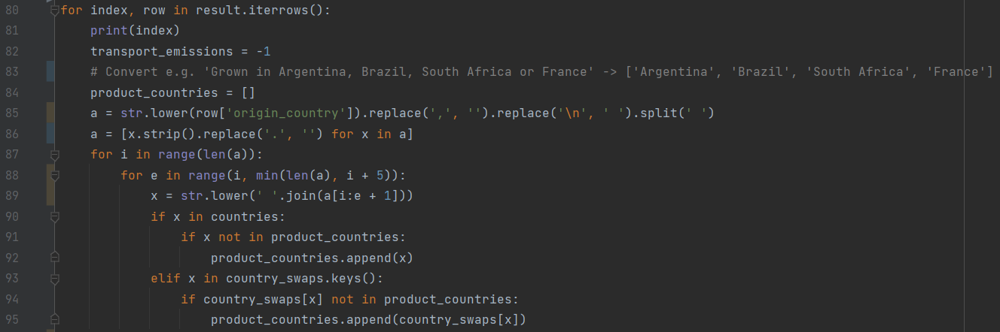 80 for index, row in result.iterrows():
81     print(index)
82     transport_emissions = -1
83     # Convert e.g. 'Grown in Argentina, Brazil, South Africa or France' -> ['Argentina', 'Brazil', 'South Africa', 'France']
84     product_countries = []
85     a = str.lower(row['origin_country']).replace(',', '').replace('\n', ' ').split(' ')
86     a = [x.strip().replace('.', '') for x in a]
87     for i in range(len(a)):
88         for e in range(i, min(len(a), i + 5)):
89             x = str.lower(' '.join(a[i:e + 1]))
90             if x in countries:
91                 if x not in product_countries:
92                     product_countries.append(x)
93             elif x in country_swaps.keys():
94                 if country_swaps[x] not in product_countries:
95                     product_countries.append(country_swaps[x])